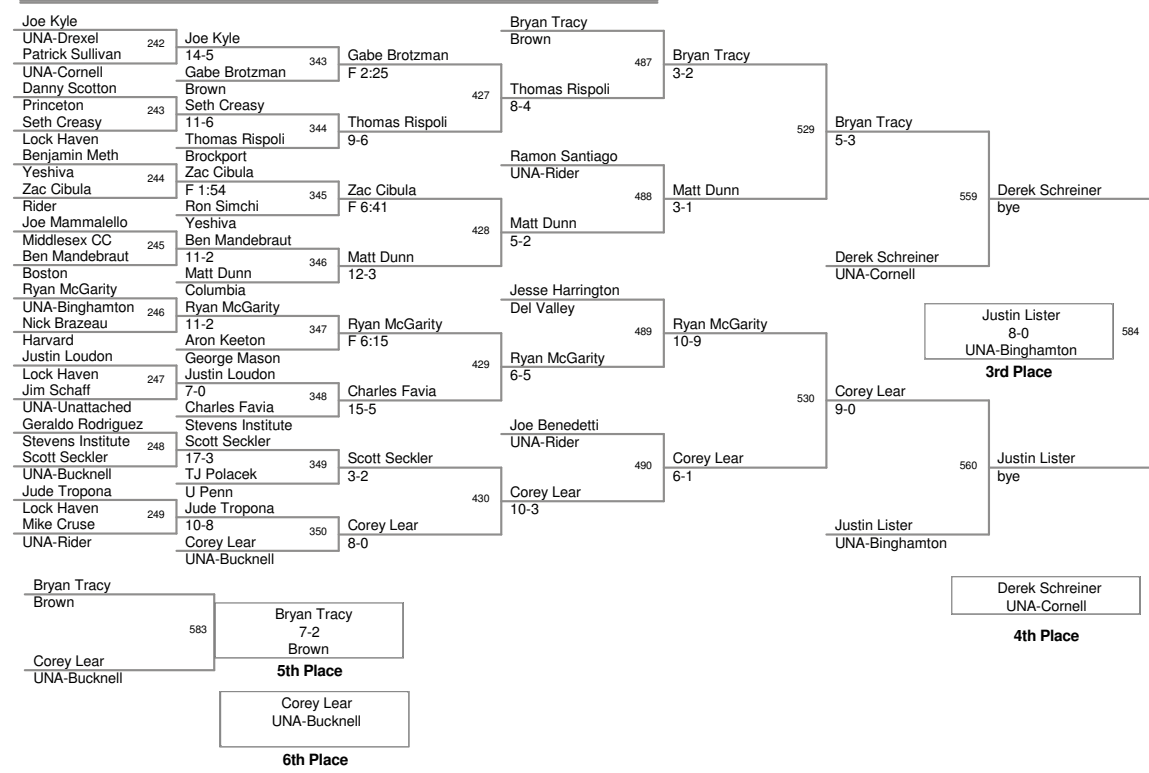 Joe Kyle
UNA-Drexel
242
Patrick Sullivan
UNA-Cornell
Danny Scotton
Princeton
243
Seth Creasy
Lock Haven
Benjamin Meth
Yeshiva
244
Zac Cibula
Rider
Joe Mammalello
Middlesex CC
245
Ben Mandebraut
Boston
Ryan McGarity
UNA-Binghamton
246
Nick Brazeau
Harvard
Justin Loudon
Lock Haven
247
Jim Schaff
UNA-Unattached
Geraldo Rodriguez
Stevens Institute
248
Scott Seckler
UNA-Bucknell
Jude Tropona
Lock Haven
249
Mike Cruse
UNA-Rider
Joe Kyle
14-5
343
Gabe Brotzman
Brown
Seth Creasy
11-6
344
Thomas Rispoli
Brockport
Zac Cibula
F 1:54
345
Ron Simchi
Yeshiva
Ben Mandebraut
11-2
346
Matt Dunn
Columbia
Ryan McGarity
11-2
347
Aron Keeton
George Mason
Justin Loudon
7-0
348
Charles Favia
Stevens Institute
Scott Seckler
17-3
349
TJ Polacek
U Penn
Jude Tropona
10-8
350
Corey Lear
UNA-Bucknell
Gabe Brotzman
F 2:25
427
Thomas Rispoli
9-6
Zac Cibula
F 6:41
428
Matt Dunn
12-3
Ryan McGarity
F 6:15
429
Charles Favia
15-5
Scott Seckler
3-2
430
Corey Lear
8-0
Bryan Tracy
Brown
487
Thomas Rispoli
8-4
Ramon Santiago
UNA-Rider
488
Matt Dunn
5-2
Jesse Harrington
Del Valley
489
Ryan McGarity
6-5
Joe Benedetti
UNA-Rider
490
Corey Lear
10-3
Bryan Tracy
3-2
529
Matt Dunn
3-1
Ryan McGarity
10-9
530
Corey Lear
6-1
Bryan Tracy
5-3
559
Derek Schreiner
UNA-Cornell
Corey Lear
9-0
560
Justin Lister
UNA-Binghamton
Derek Schreiner
bye
Justin Lister
8-0
UNA-Binghamton
584
3rd Place
Justin Lister
bye
Derek Schreiner
UNA-Cornell
4th Place
Bryan Tracy
Brown
583
Corey Lear
UNA-Bucknell
Bryan Tracy
7-2
Brown
5th Place
Corey Lear
UNA-Bucknell
6th Place